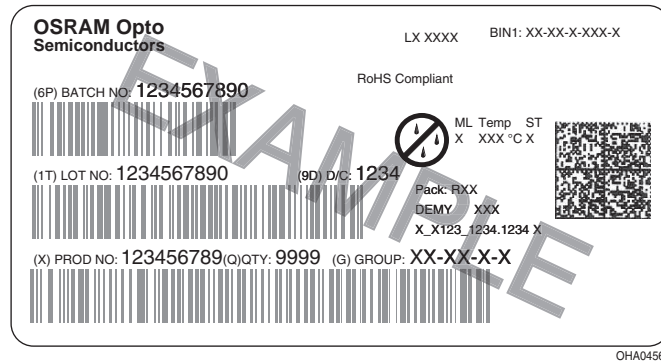 OSRAM Opto
Semiconductors
LX XXXX
BIN1: XX-XX-X-XXX-X
RoHS Compliant
(6P) BATCH NO: 1234567890
ML Temp ST
X XXX °C X
(1T) LOT NO: 1234567890 (9D) D/C: 1234
Pack: RXX
DEMY XXX
X_X123_1234.1234 X
(X) PROD NO: 123456789(Q)QTY: 9999 (G) GROUP: XX-XX-X-X
EXAMPLE